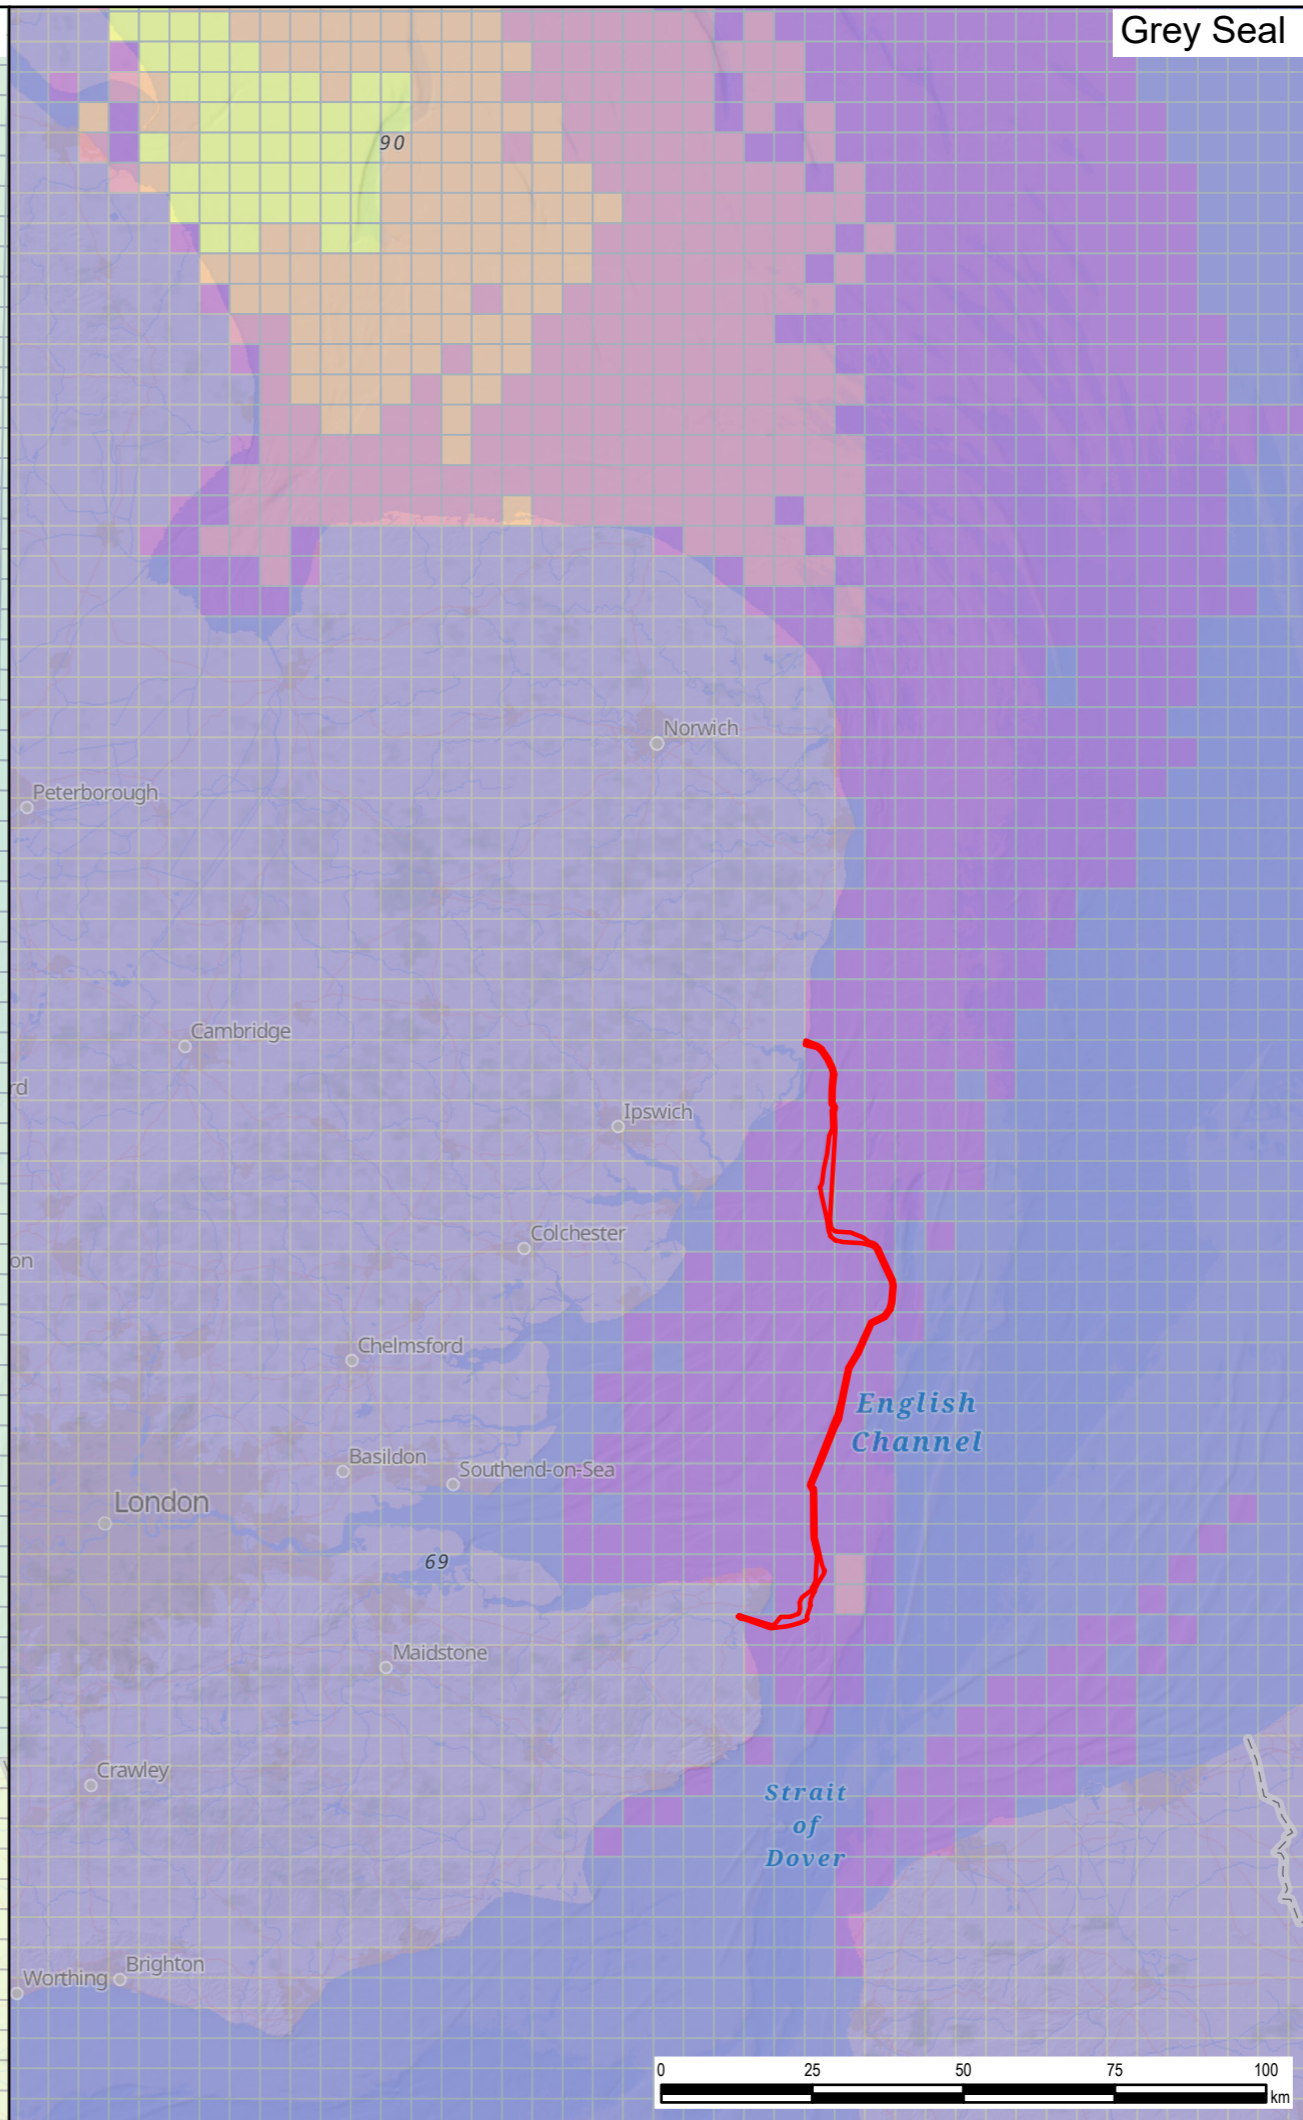 Grey Seal
90
Norwich
Peterborough
Cambridge
rd
Ipswich
Colchester
on
Chelmsford
English
Channel
Basildon
Southend-on-Sea
London
69
Maidstone
Crawley
Strait
of
Dover
Brighton
Worthing
0 25 50 75 100
km